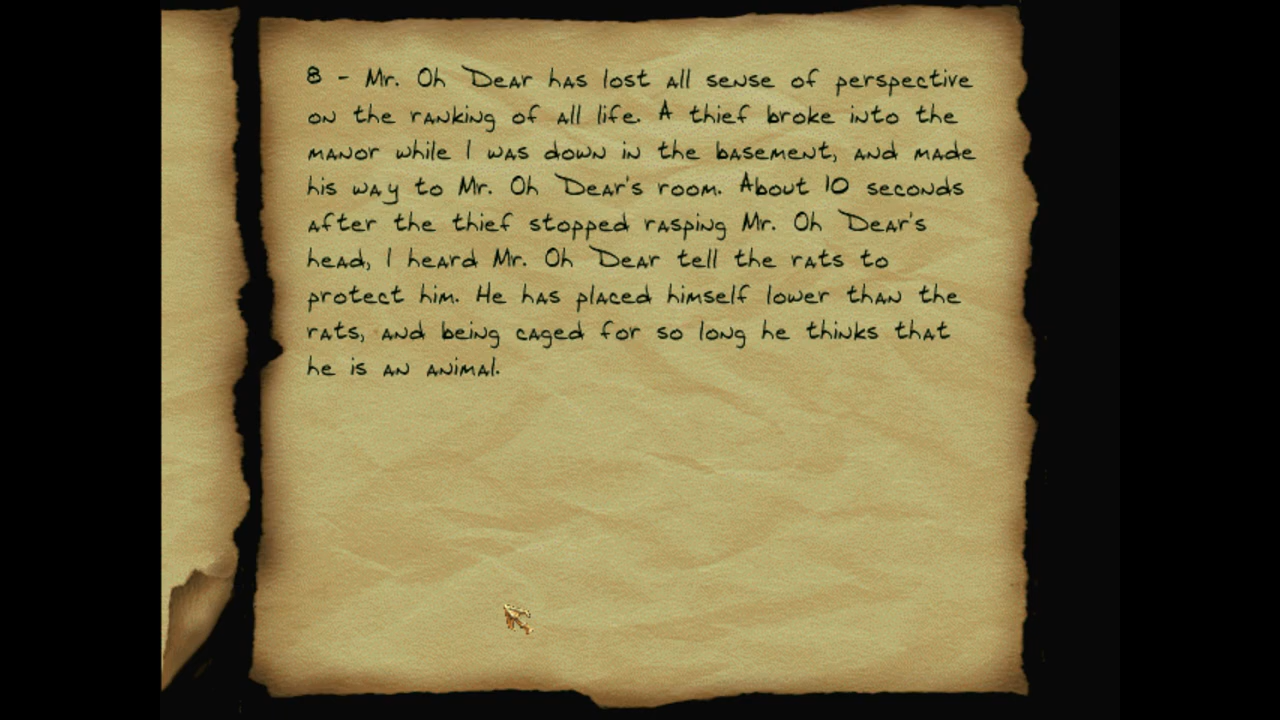 8 - Mr. Oh Dear has lost all sense of perspective
on the ranking of all life. A thief broke into the
manor while I was down in the basement, and made
his way to Mr. Oh Dear's room. About 10 seconds
after the thief stopped rasping Mr. Oh Dear's
head, I heard Mr. Oh Dear tell the rats to
protect him. He has placed himself lower than the
rats, and being caged for so long he thinks that
he is an animal.